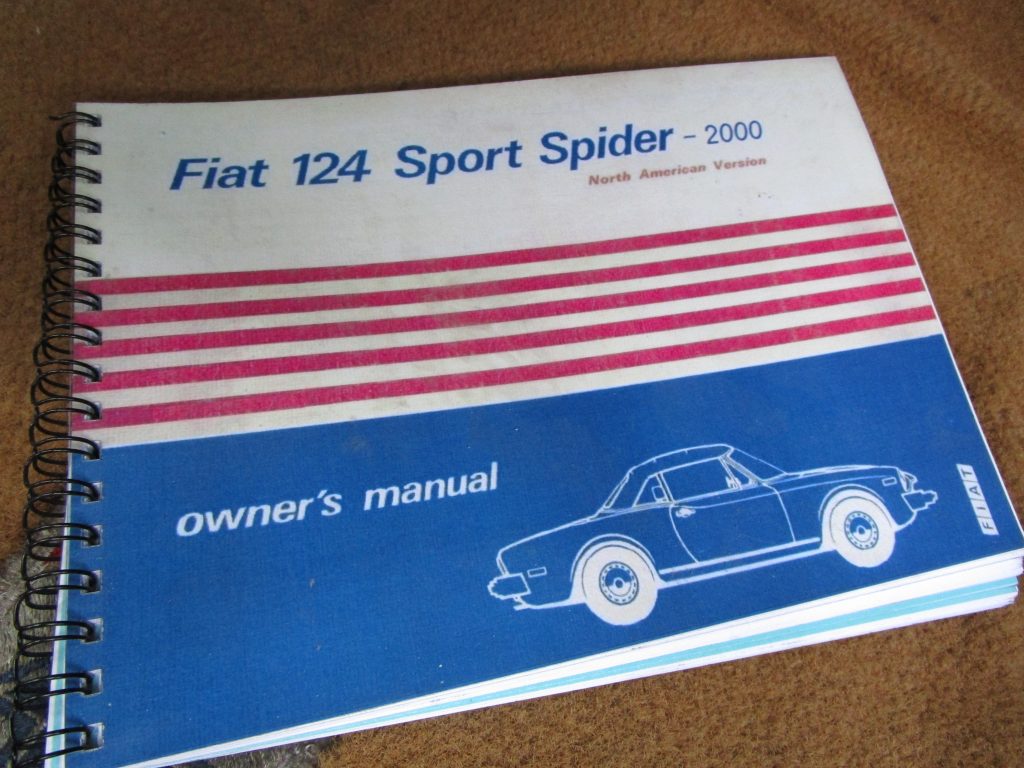 Fiat 124 Sport Spider - 2000
North American Version
owner's manual
FIAT